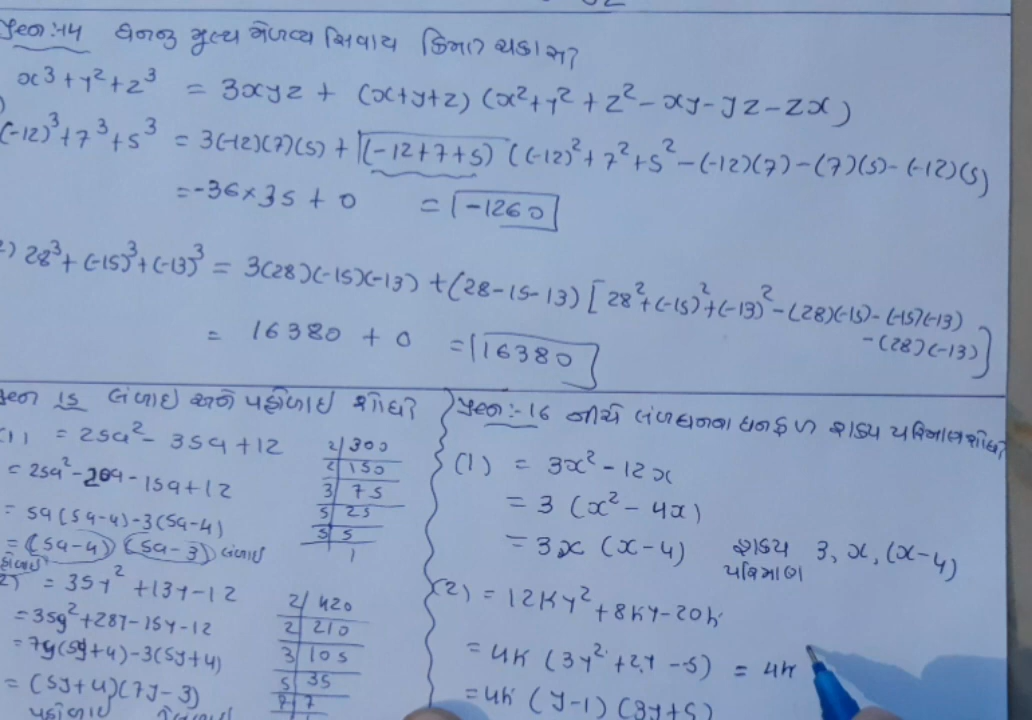 પ્રશ્ન:-14 ઘનનું મૂલ્ય મેળવ્યા સિવાય કિંમત ચકાસો?
x³ + y² + z³ = 3xyz + (x+y+z) (x² + y² + z² - xy - yz - zx)
(-12)³ + 7³ + 5³ = 3(-12)(7)(5) + (-12+7+5) ((-12)² + 7² + 5² - (-12)(7) - (7)(5) - (-12)(5)
= -36 × 35 + 0 = -1260
2) 28³ + (-15)³ + (-13)³ = 3(28)(-15)(-13) + (28-15-13) [28² + (-15)² + (-13)² - (28)(-15) - (-15)(-13)
- (28)(-13)]
= 16380 + 0 = 16380
પ્રશ્ન 15 લંબાઇ અને પહોળાઇ શોધો?
(1) = 25a² - 35a + 12
= 25a² - 20a - 15a + 12
= 5a(5a-4) - 3(5a-4)
= (5a-4) (5a-3) લંબાઇ
પહોળાઇ
2 | 300
2 | 150
3 | 75
5 | 25
5 | 5
1
2) = 35y² + 13y - 12
= 35y² + 28y - 15y - 12
= 7y(5y+4) - 3(5y+4)
= (5y+4)(7y-3)
પહોળાઇ
2 | 420
2 | 210
3 | 105
5 | 35
7 | 7
પ્રશ્ન:- 16 નીચે લંબઘનના ઘનફળ શક્ય પરિમાણ શોધો?
(1) = 3x² - 12x
= 3 (x² - 4x)
= 3x (x-4) શક્ય 3, x, (x-4)
પરિમાણ
(2) = 12ky² + 8ky - 20k
= 4k (3y² + 2y - 5) = 4k
= 4k (y-1) (3y+5)